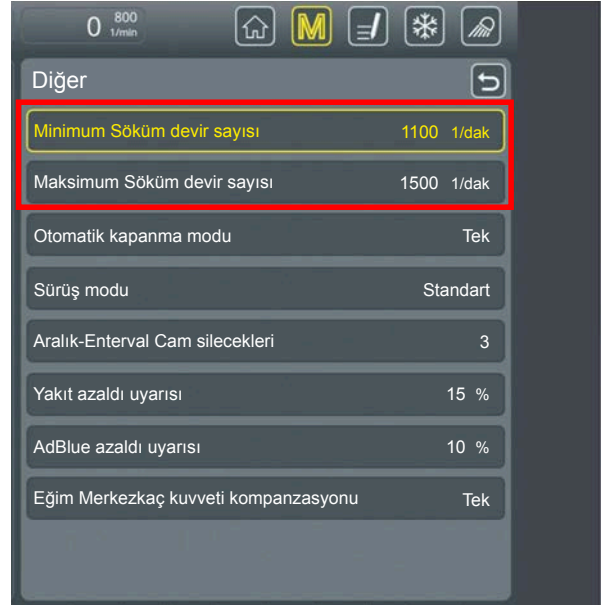 0 800 1/min
M
Diğer
Minimum Söküm devir sayısı 1100 1/dak
Maksimum Söküm devir sayısı 1500 1/dak
Otomatik kapanma modu Tek
Sürüş modu Standart
Aralık-Enterval Cam silecekleri 3
Yakıt azaldı uyarısı 15 %
AdBlue azaldı uyarısı 10 %
Eğim Merkezkaç kuvveti kompanzasyonu Tek